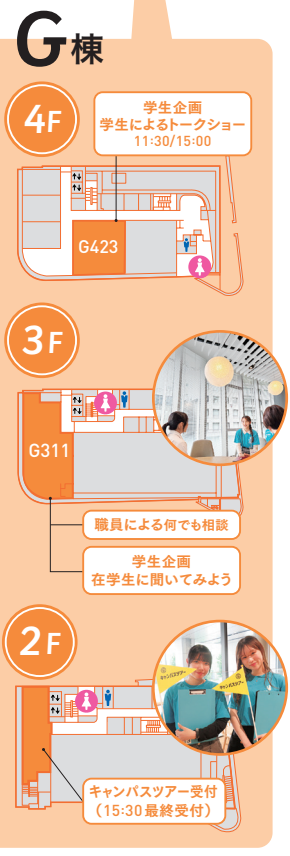 G棟
4F
学生企画
学生によるトークショー
11:30/15:00
G423
3F
G311
職員による何でも相談
学生企画
在学生に聞いてみよう
2F
キャンパスツアー
キャンパスツアー
キャンパスツアー受付
（15:30 最終受付）